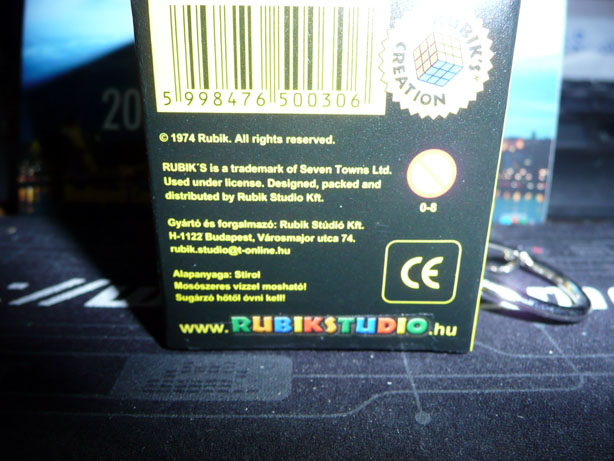 20
5 998476 500306
RUBIK'S
CREATION
© 1974 Rubik. All rights reserved.
RUBIK'S is a trademark of Seven Towns Ltd.
Used under license. Designed, packed and
distributed by Rubik Studio Kft.
0-8
Gyártó és forgalmazó: Rubik Stúdió Kft.
H-1122 Budapest, Városmajor utca 74.
rubik.studio@t-online.hu
CE
Alapanyaga: Stirol
Mosószeres vízzel mosható!
Sugárzó hőtől óvni kell!
www.RUBIKSTUDIO.hu